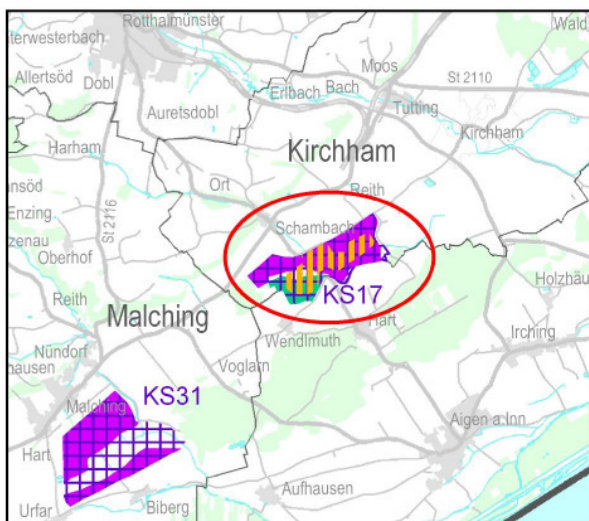 Rotthalmünster
Wald
terwesterbach
Allertsöd
Dobl
Erlbach
Bach
Moos
St 2110
Auretsdobl
Tutting
Kirchham
Harham
Kirchham
Ort
Reith
nsöd
Enzing
Schambach
zenau
Oberhof
St 2116
Holzhäu
Reith
Malching
KS17
Hart
Irching
Wendlmuth
Nündorf
hausen
Voglarn
KS31
Malching
Aigen a.Inn
Hart
Aufhausen
Biberg
Urfar